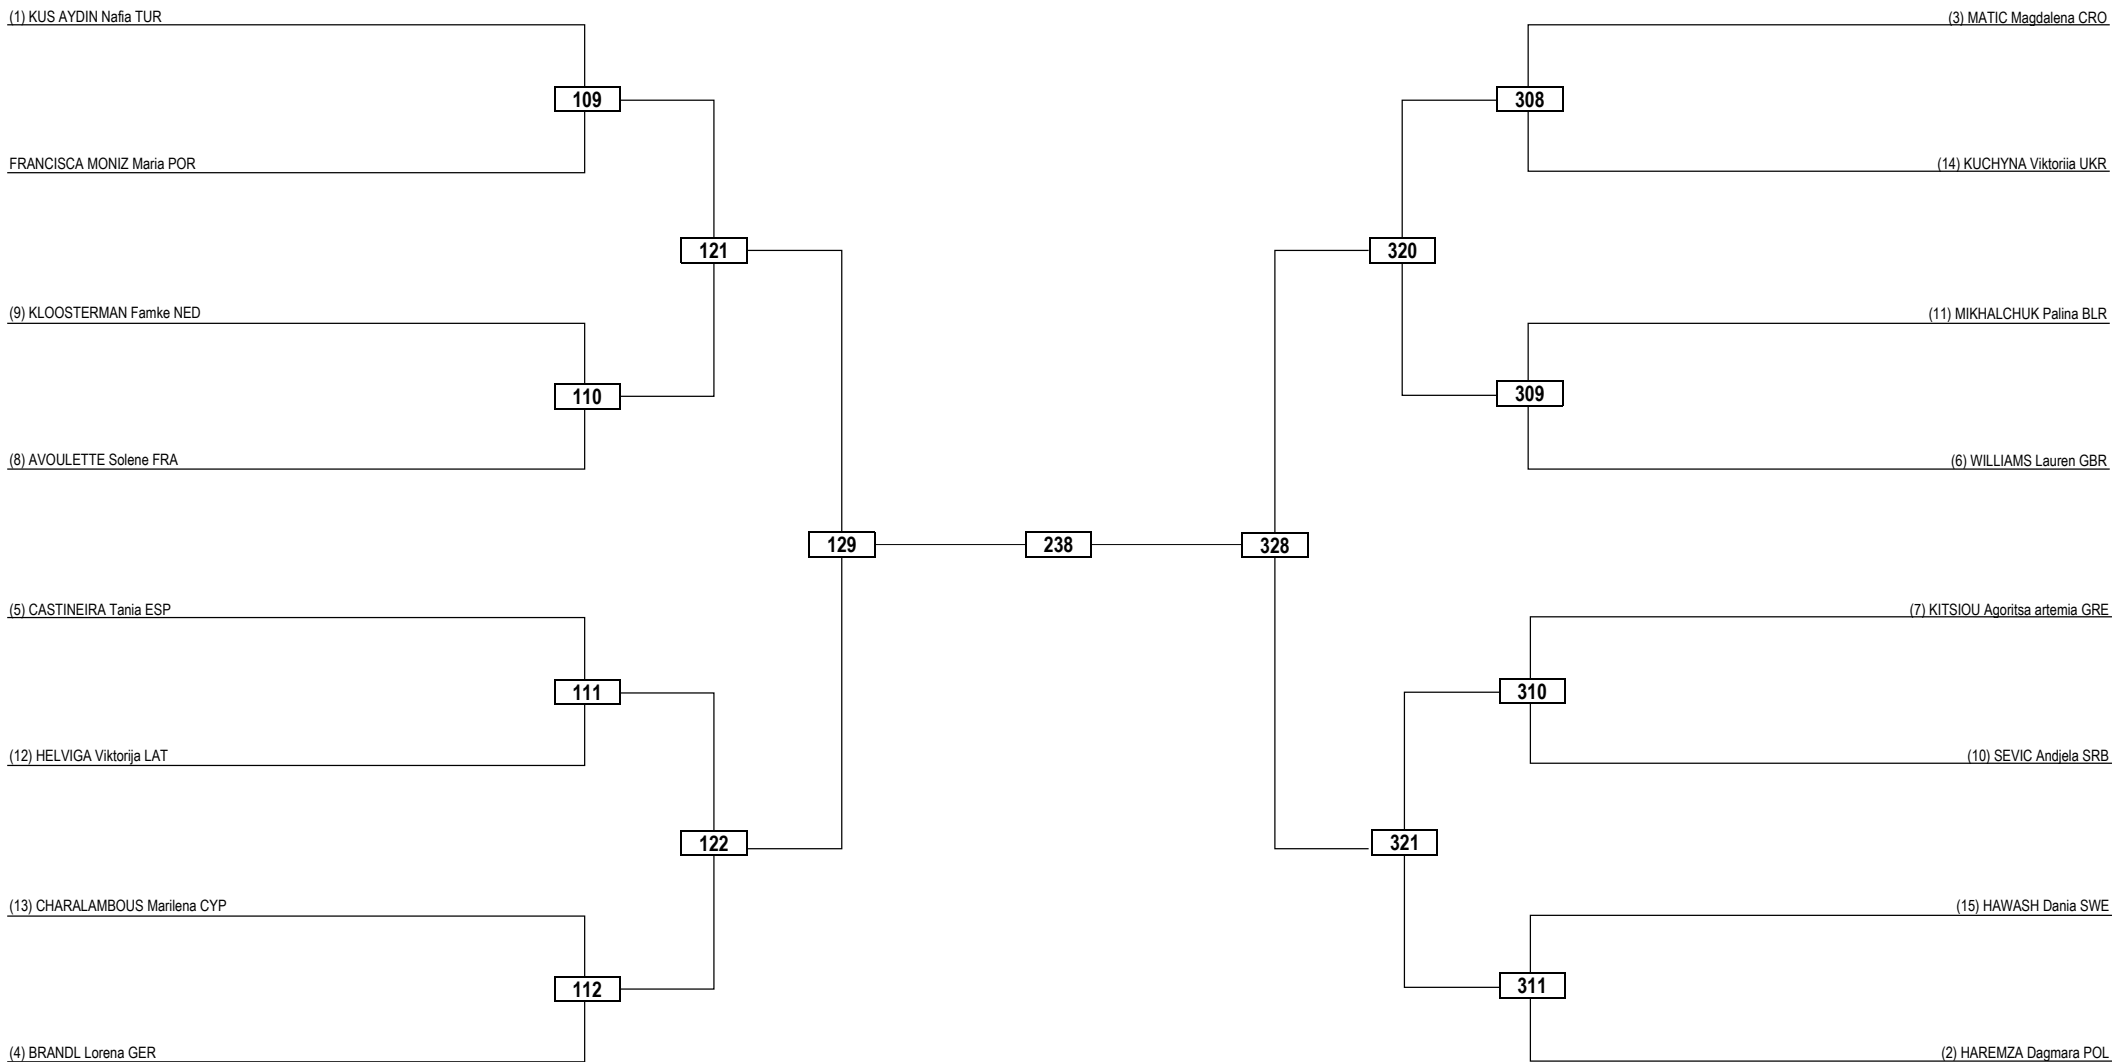 (1) KUS AYDIN Nafia TUR
(3) MATIC Magdalena CRO
109
308
FRANCISCA MONIZ Maria POR
(14) KUCHYNA Viktoriia UKR
121
320
(9) KLOOSTERMAN Famke NED
(11) MIKHALCHUK Palina BLR
110
309
(8) AVOULETTE Solene FRA
(6) WILLIAMS Lauren GBR
129
238
328
(5) CASTINEIRA Tania ESP
(7) KITSIOU Agoritsa artemia GRE
111
310
(12) HELVIGA Viktorija LAT
(10) SEVIC Andjela SRB
122
321
(13) CHARALAMBOUS Marilena CYP
(15) HAWASH Dania SWE
112
311
(4) BRANDL Lorena GER
(2) HAREMZA Dagmara POL